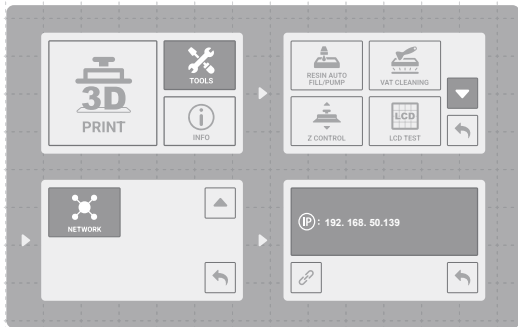 3D
PRINT
TOOLS
INFO
RESIN AUTO
FILL/PUMP
VAT CLEANING
Z CONTROL
LCD
LCD TEST
NETWORK
IP : 192. 168. 50.139